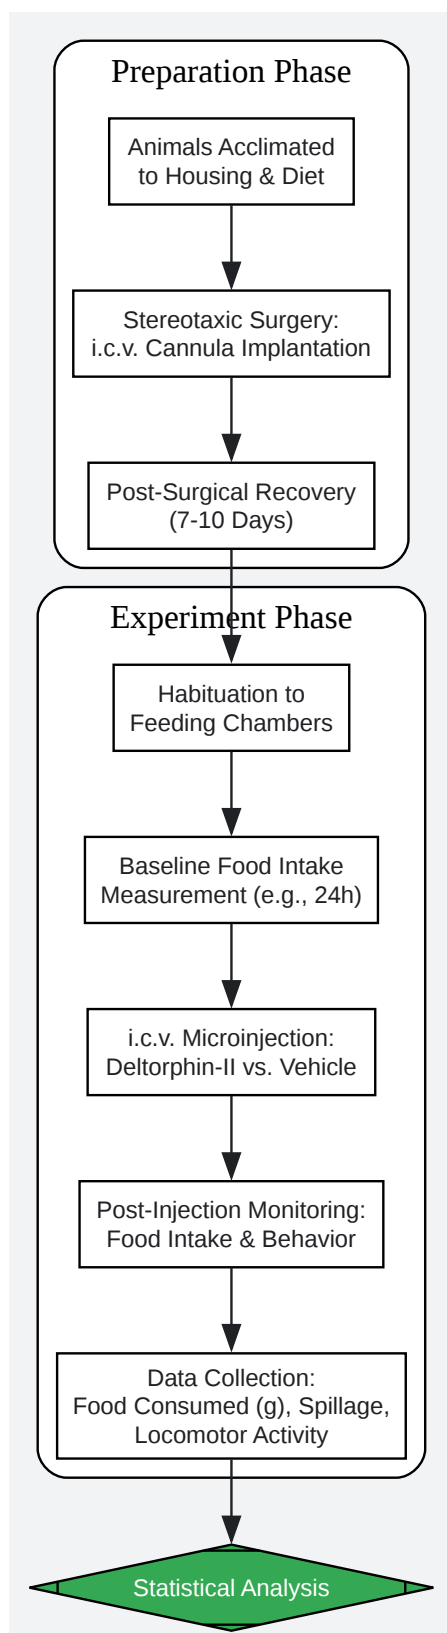 Preparation Phase
Animals Acclimated
to Housing & Diet
Stereotaxic Surgery:
i.c.v. Cannula Implantation
Post-Surgical Recovery
(7-10 Days)
Experiment Phase
Habituation to
Feeding Chambers
Baseline Food Intake
Measurement (e.g., 24h)
i.c.v. Microinjection:
Deltorphin-II vs. Vehicle
Post-Injection Monitoring:
Food Intake & Behavior
Data Collection:
Food Consumed (g), Spillage,
Locomotor Activity
Statistical Analysis